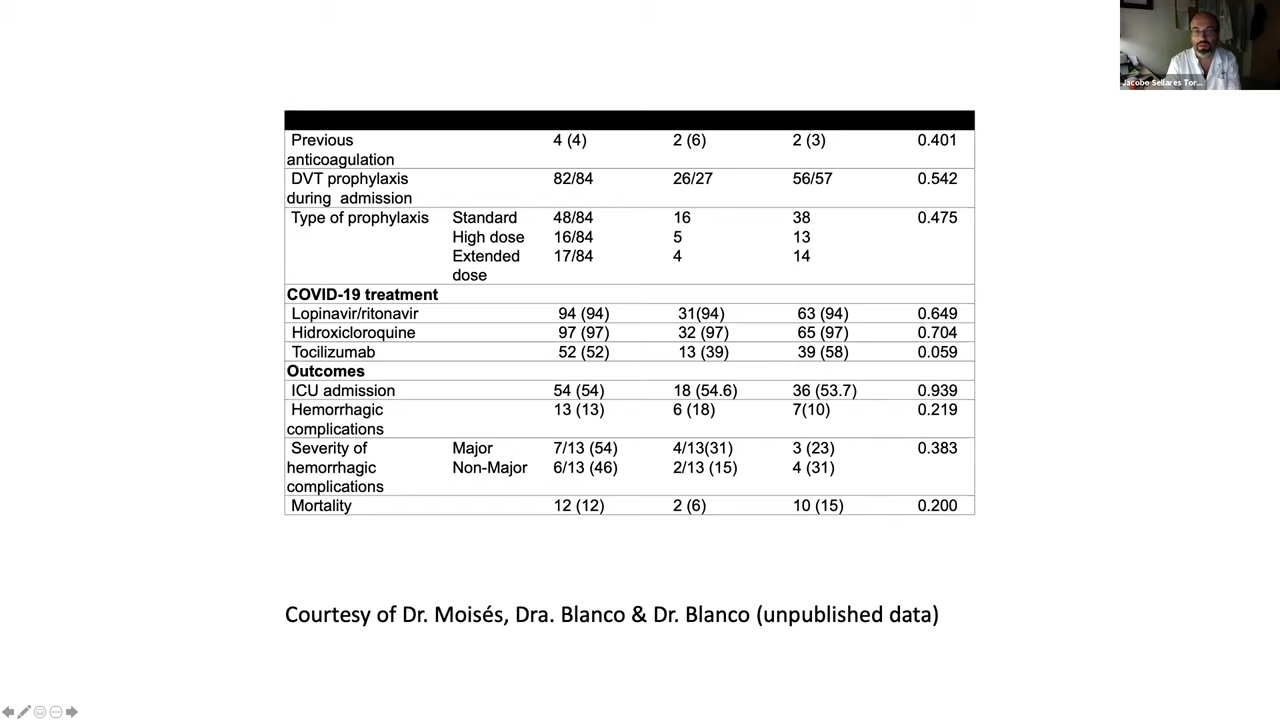 Jacobo Sellares Tor...
Previous 4 (4) 2 (6) 2 (3) 0.401
anticoagulation
DVT prophylaxis 82/84 26/27 56/57 0.542
during admission
Type of prophylaxis Standard 48/84 16 38 0.475
High dose 16/84 5 13
Extended 17/84 4 14
dose
COVID-19 treatment
Lopinavir/ritonavir 94 (94) 31(94) 63 (94) 0.649
Hidroxicloroquine 97 (97) 32 (97) 65 (97) 0.704
Tocilizumab 52 (52) 13 (39) 39 (58) 0.059
Outcomes
ICU admission 54 (54) 18 (54.6) 36 (53.7) 0.939
Hemorrhagic 13 (13) 6 (18) 7(10) 0.219
complications
Severity of Major 7/13 (54) 4/13(31) 3 (23) 0.383
hemorrhagic Non-Major 6/13 (46) 2/13 (15) 4 (31)
complications
Mortality 12 (12) 2 (6) 10 (15) 0.200
Courtesy of Dr. Moisés, Dra. Blanco & Dr. Blanco (unpublished data)